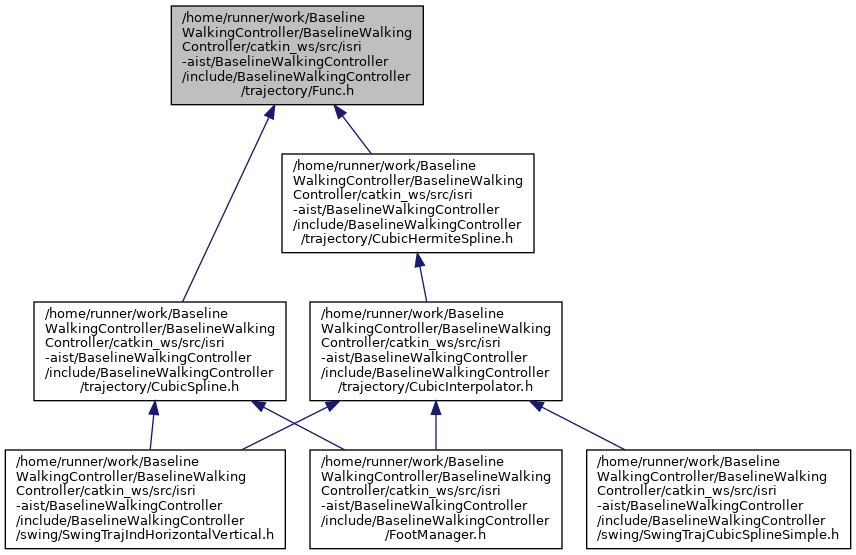 /home/runner/work/Baseline
WalkingController/BaselineWalking
Controller/catkin_ws/src/isri
-aist/BaselineWalkingController
/include/BaselineWalkingController
/trajectory/Func.h
/home/runner/work/Baseline
WalkingController/BaselineWalking
Controller/catkin_ws/src/isri
-aist/BaselineWalkingController
/include/BaselineWalkingController
/trajectory/CubicHermiteSpline.h
/home/runner/work/Baseline
WalkingController/BaselineWalking
Controller/catkin_ws/src/isri
-aist/BaselineWalkingController
/include/BaselineWalkingController
/trajectory/CubicSpline.h
/home/runner/work/Baseline
WalkingController/BaselineWalking
Controller/catkin_ws/src/isri
-aist/BaselineWalkingController
/include/BaselineWalkingController
/trajectory/CubicInterpolator.h
/home/runner/work/Baseline
WalkingController/BaselineWalking
Controller/catkin_ws/src/isri
-aist/BaselineWalkingController
/include/BaselineWalkingController
/swing/SwingTrajIndHorizontalVertical.h
/home/runner/work/Baseline
WalkingController/BaselineWalking
Controller/catkin_ws/src/isri
-aist/BaselineWalkingController
/include/BaselineWalkingController
/FootManager.h
/home/runner/work/Baseline
WalkingController/BaselineWalking
Controller/catkin_ws/src/isri
-aist/BaselineWalkingController
/include/BaselineWalkingController
/swing/SwingTrajCubicSplineSimple.h